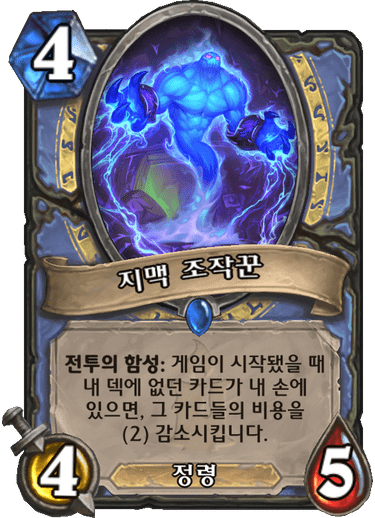 4
지맥 조작꾼
전투의 함성: 게임이 시작됐을 때
내 덱에 없던 카드가 내 손에
있으면, 그 카드들의 비용을
(2) 감소시킵니다.
4
정령
5